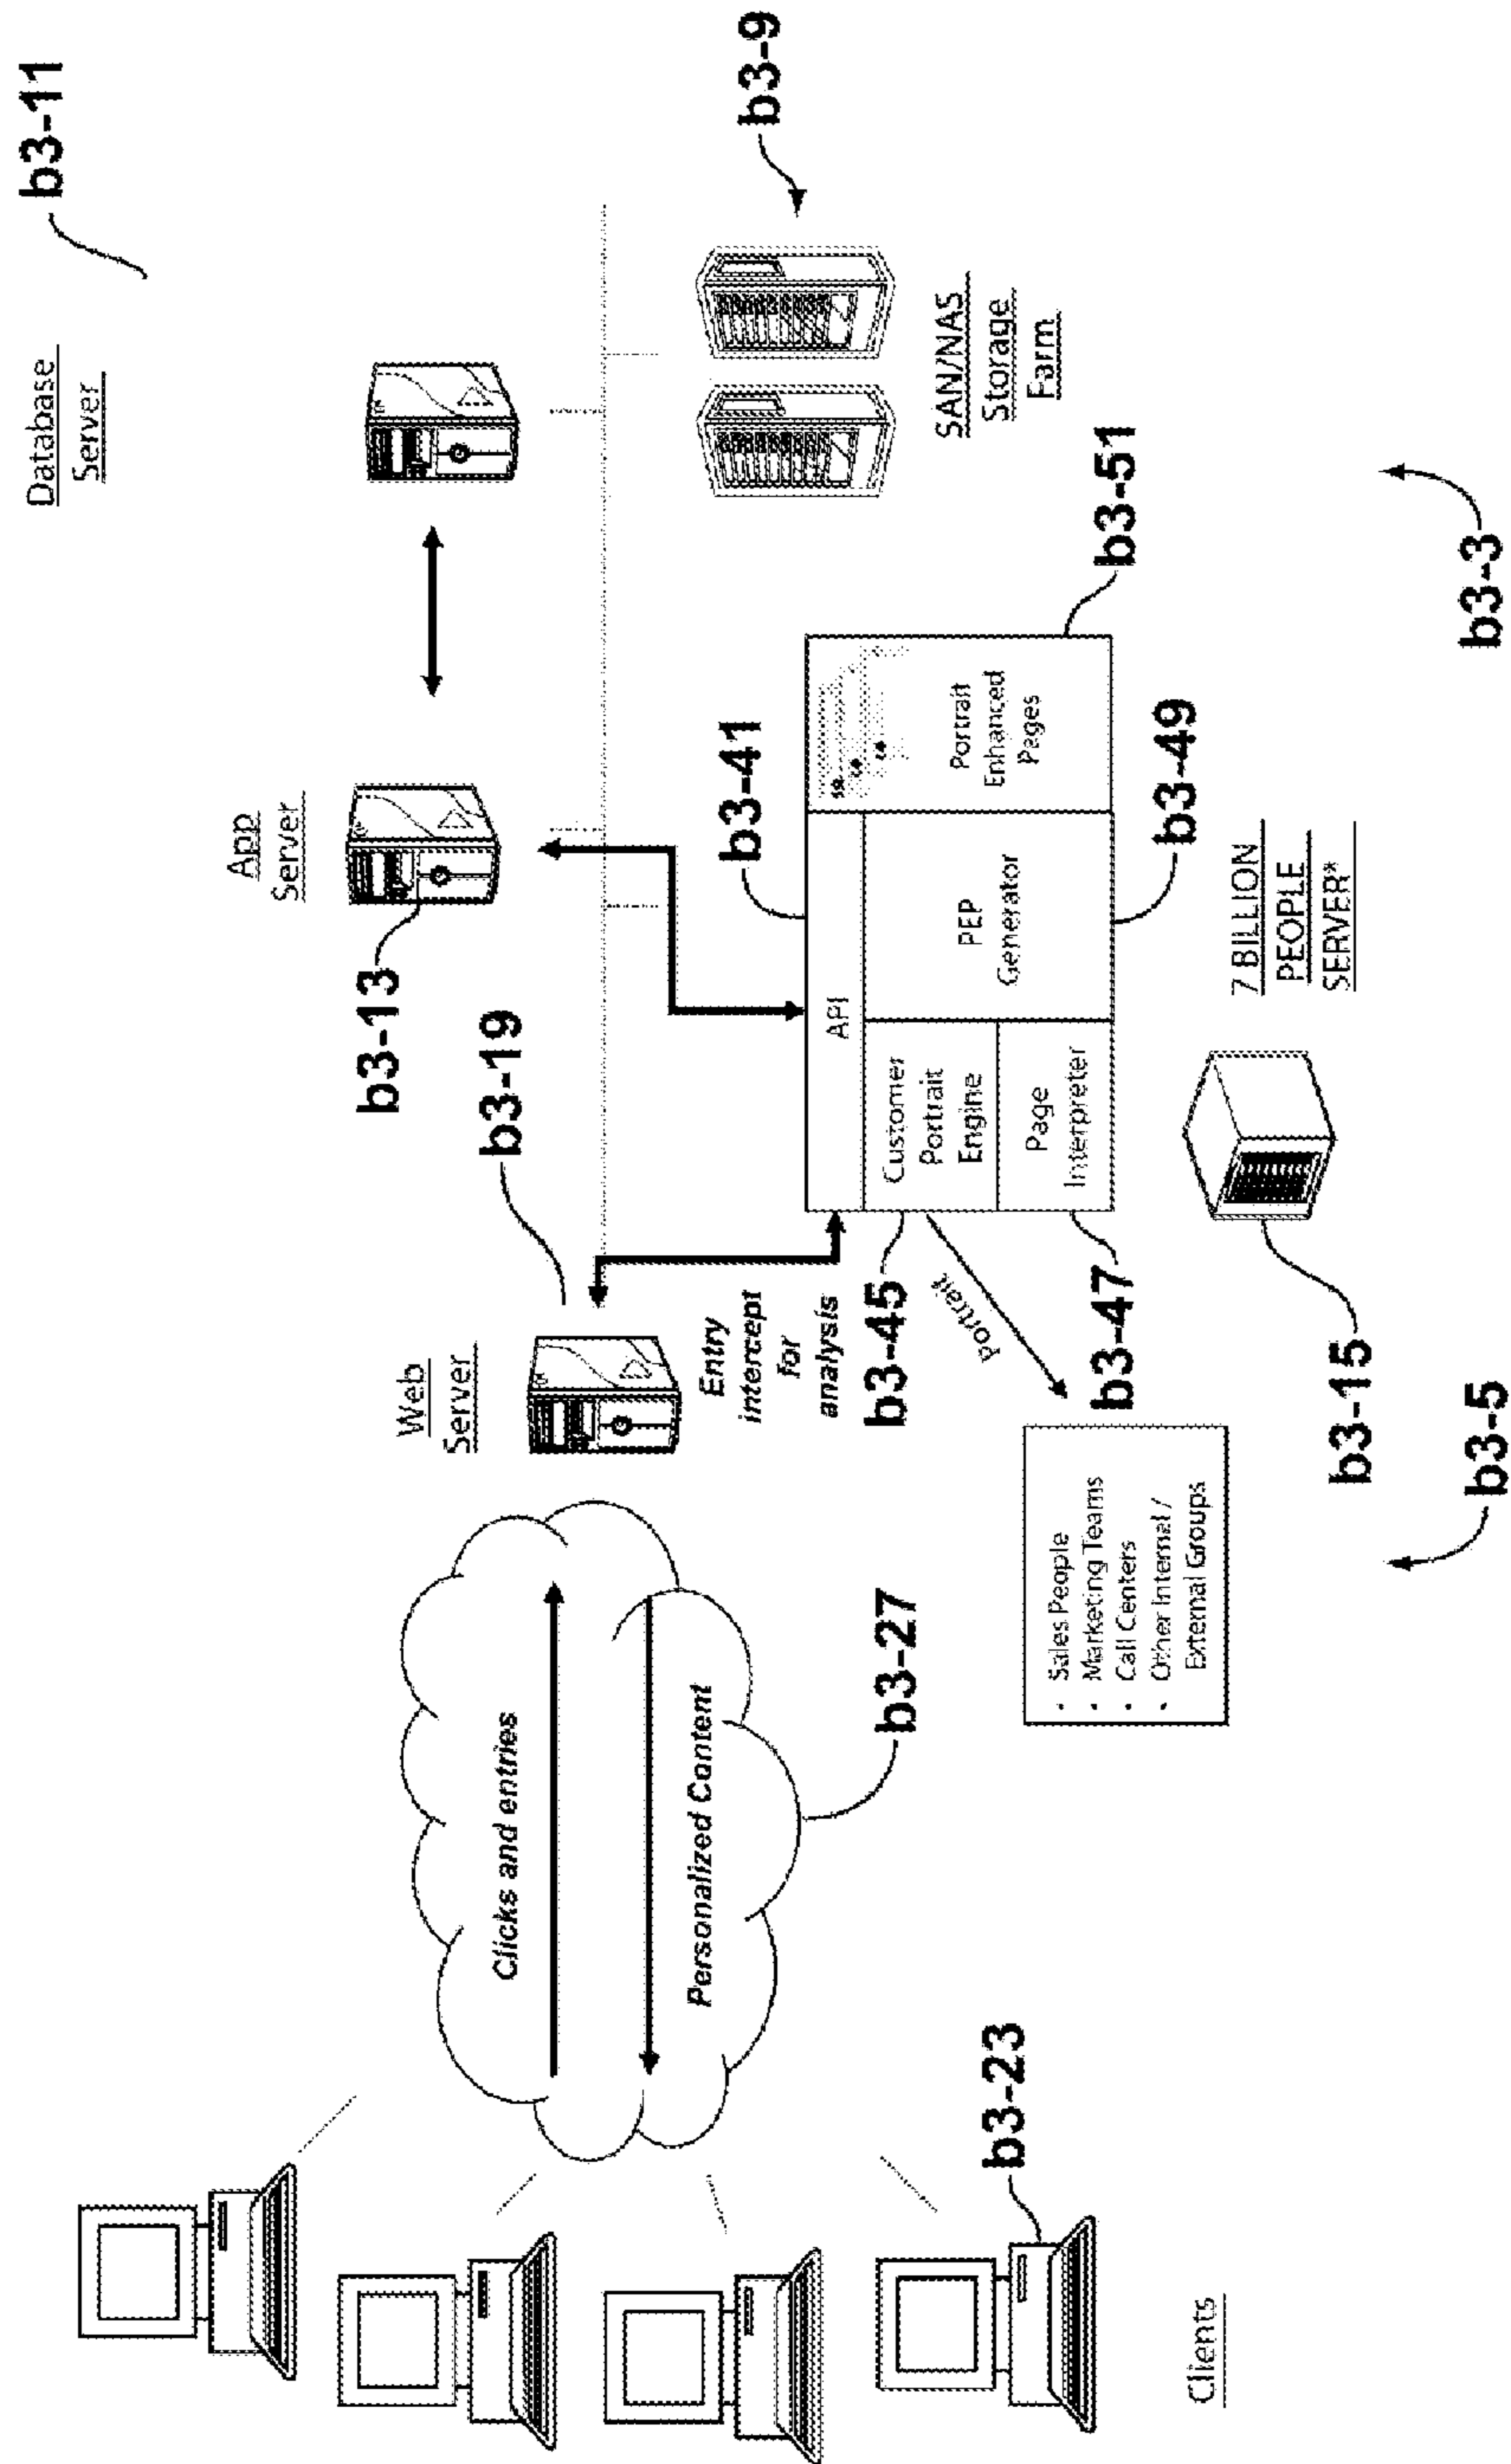 Database
Server
b3-11
App
Server
b3-13
Web
Server
b3-19
b3-9
SAN/NAS
Storage
Farm
Clicks and entries
Personalized Content
b3-27
Entry
intercept
for
analysis
b3-41
API
Customer
Portrait
Engine
Page
Interpreter
PEP
Generator
Portrait
Enhanced
Pages
b3-51
b3-45
b3-47
b3-49
Portrait
· Sales People
· Marketing Teams
· Call Centers
· Other Internal /
External Groups
7 BILLION
PEOPLE
SERVER*
b3-15
b3-23
Clients
b3-5
b3-3